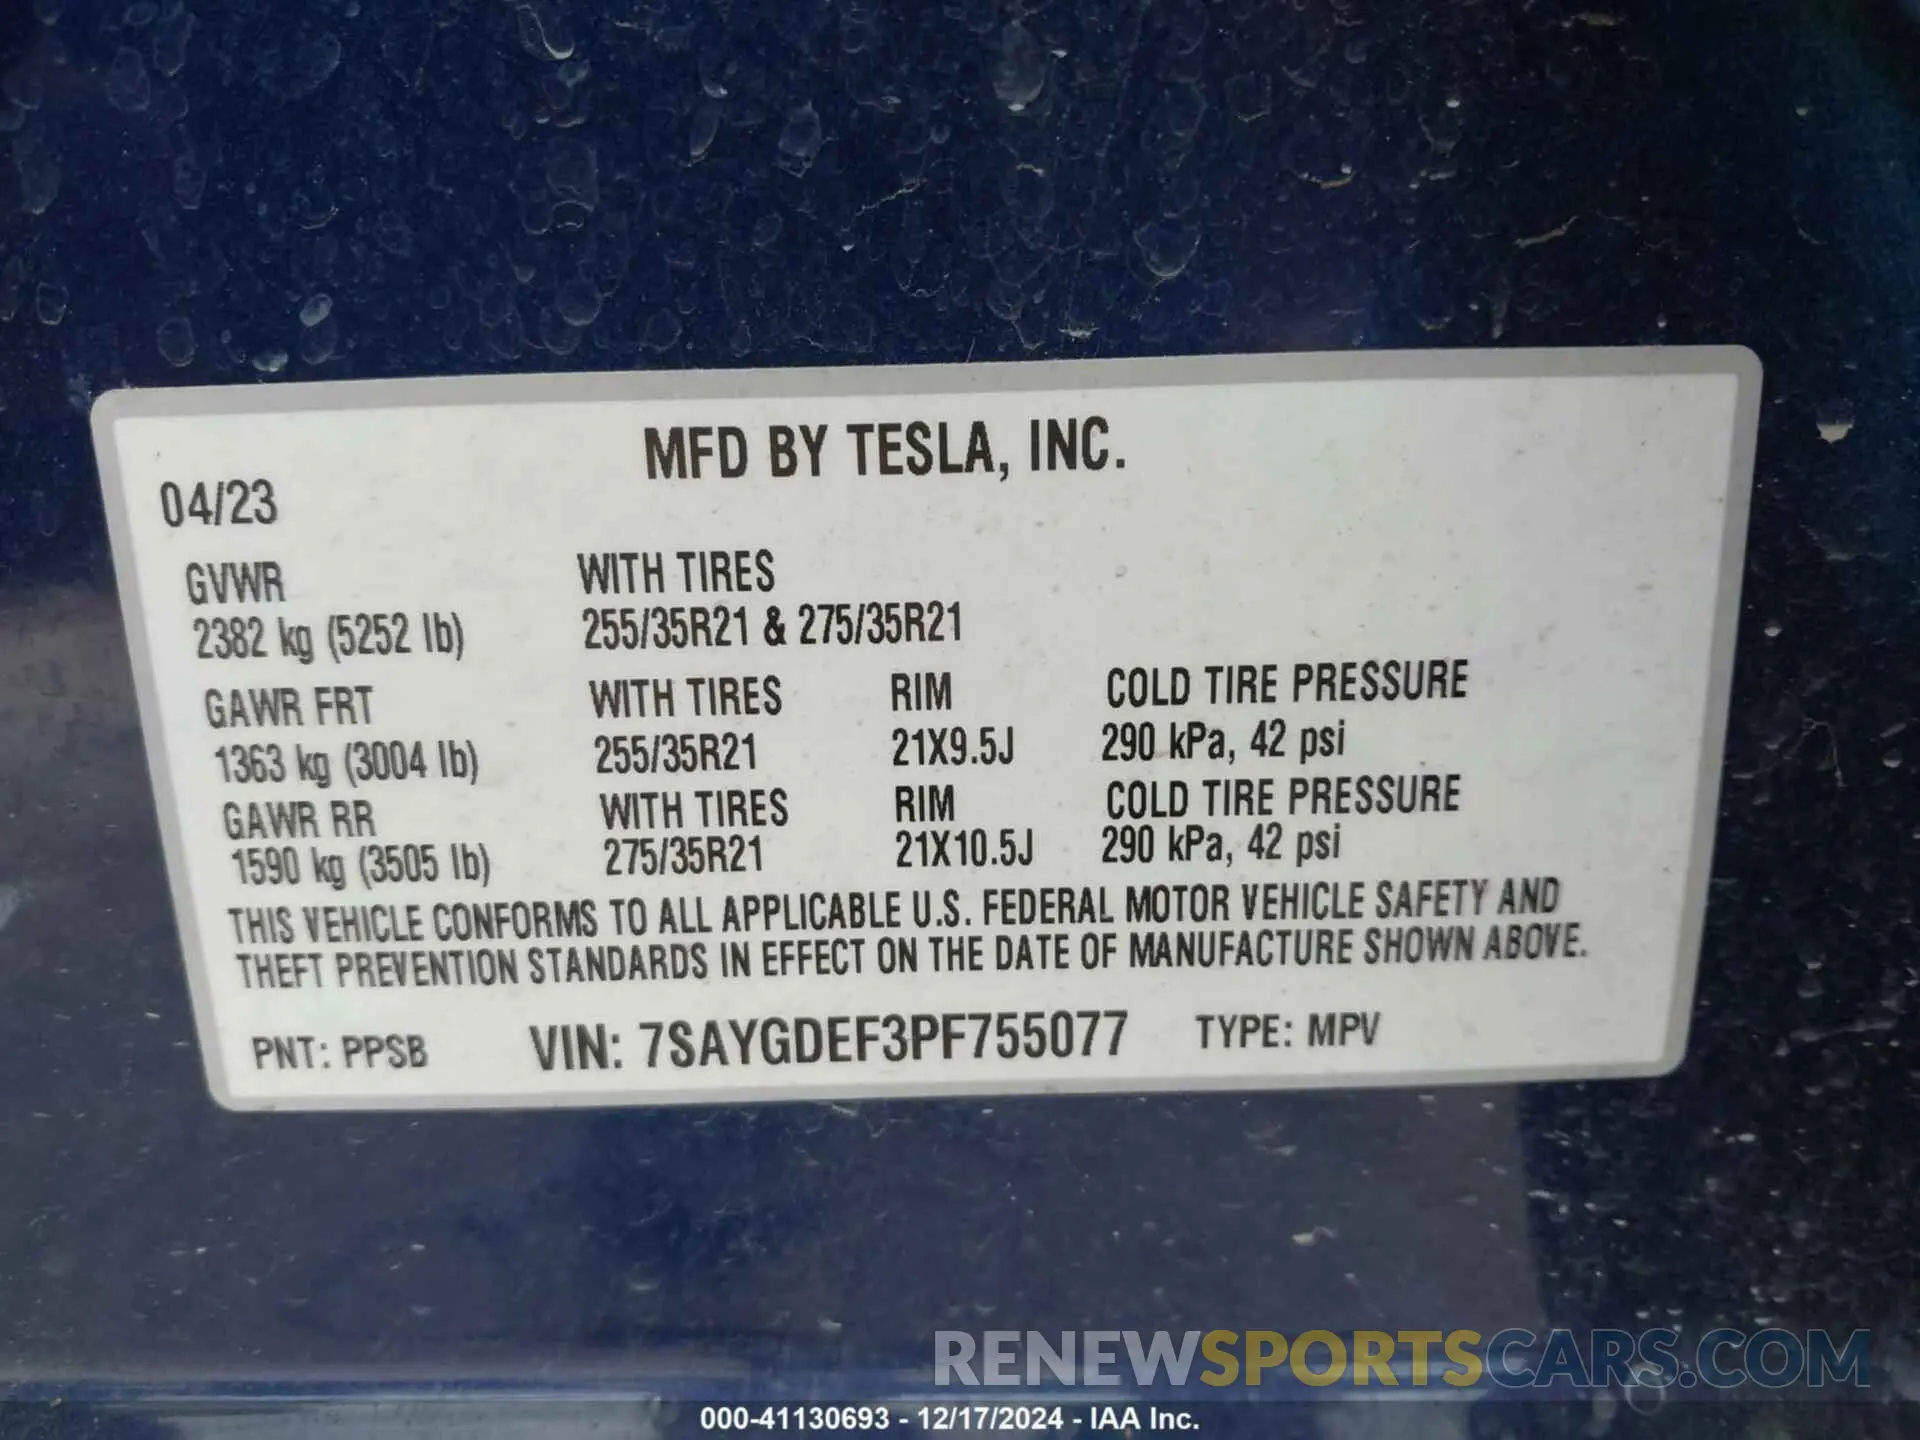 MFD BY TESLA, INC.
04/23
GVWR WITH TIRES
2382 kg (5252 lb) 255/35R21 & 275/35R21
GAWR FRT WITH TIRES RIM COLD TIRE PRESSURE
1363 kg (3004 lb) 255/35R21 21X9.5J 290 kPa, 42 psi
GAWR RR WITH TIRES RIM COLD TIRE PRESSURE
1590 kg (3505 lb) 275/35R21 21X10.5J 290 kPa, 42 psi
THIS VEHICLE CONFORMS TO ALL APPLICABLE U.S. FEDERAL MOTOR VEHICLE SAFETY AND
THEFT PREVENTION STANDARDS IN EFFECT ON THE DATE OF MANUFACTURE SHOWN ABOVE.
PNT: PPSB VIN: 7SAYGDEF3PF755077 TYPE: MPV
RENEWSPORTSCARS.COM
000-41130693 - 12/17/2024 - IAA Inc.